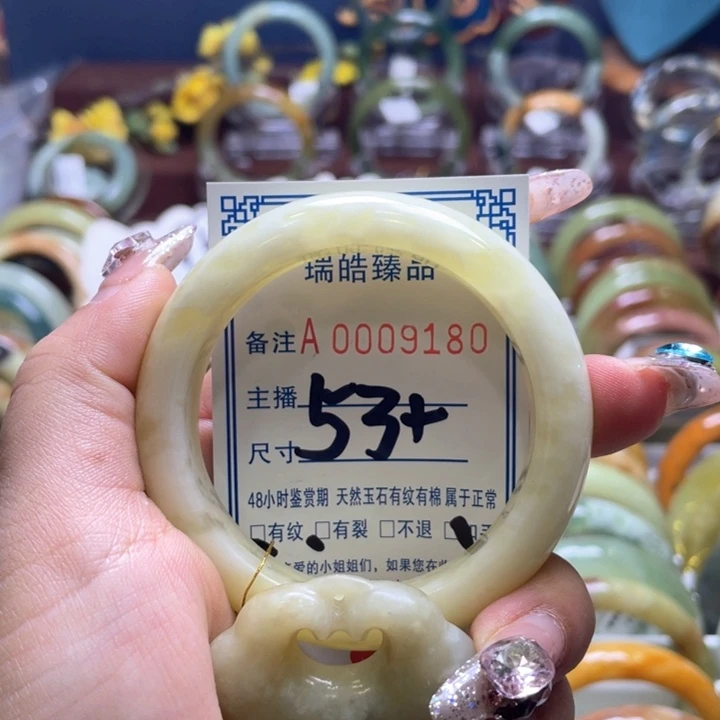 瑞皓臻品
备注 A 0009180
主播
尺寸 53+
48小时鉴赏期 天然玉石有纹有棉属于正常
□有纹 □有裂 □不退
爱的小姐姐们，如果您在